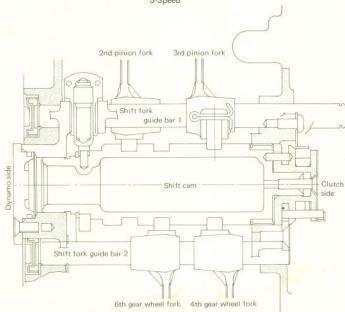 5-Speed
2nd pinion fork
3rd pinion fork
Shift fork
guide bar 1
Dynamo side
Shift cam
Clutch
side
Shift fork guide bar 2
6th gear wheel fork
4th gear wheel fork